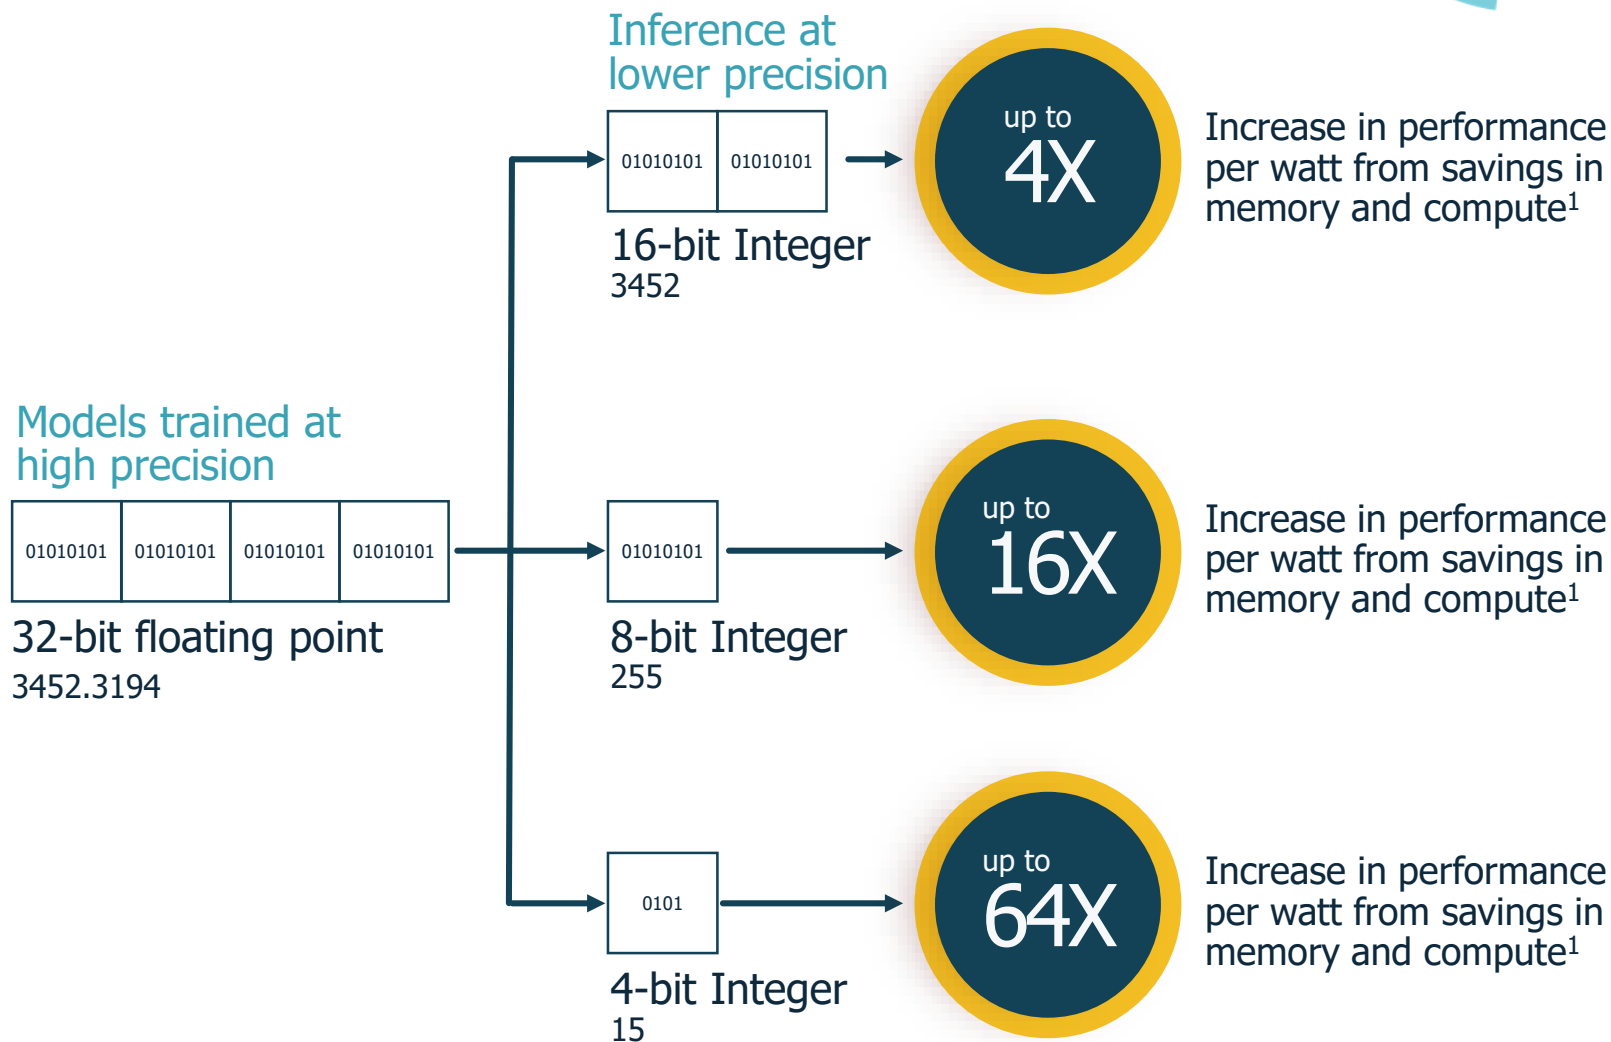 Inference at
lower precision
01010101 01010101
16-bit Integer
3452
up to
4X
Increase in performance
per watt from savings in
memory and compute¹
Models trained at
high precision
01010101 01010101 01010101 01010101
32-bit floating point
3452.3194
01010101
8-bit Integer
255
up to
16X
Increase in performance
per watt from savings in
memory and compute¹
0101
4-bit Integer
15
up to
64X
Increase in performance
per watt from savings in
memory and compute¹